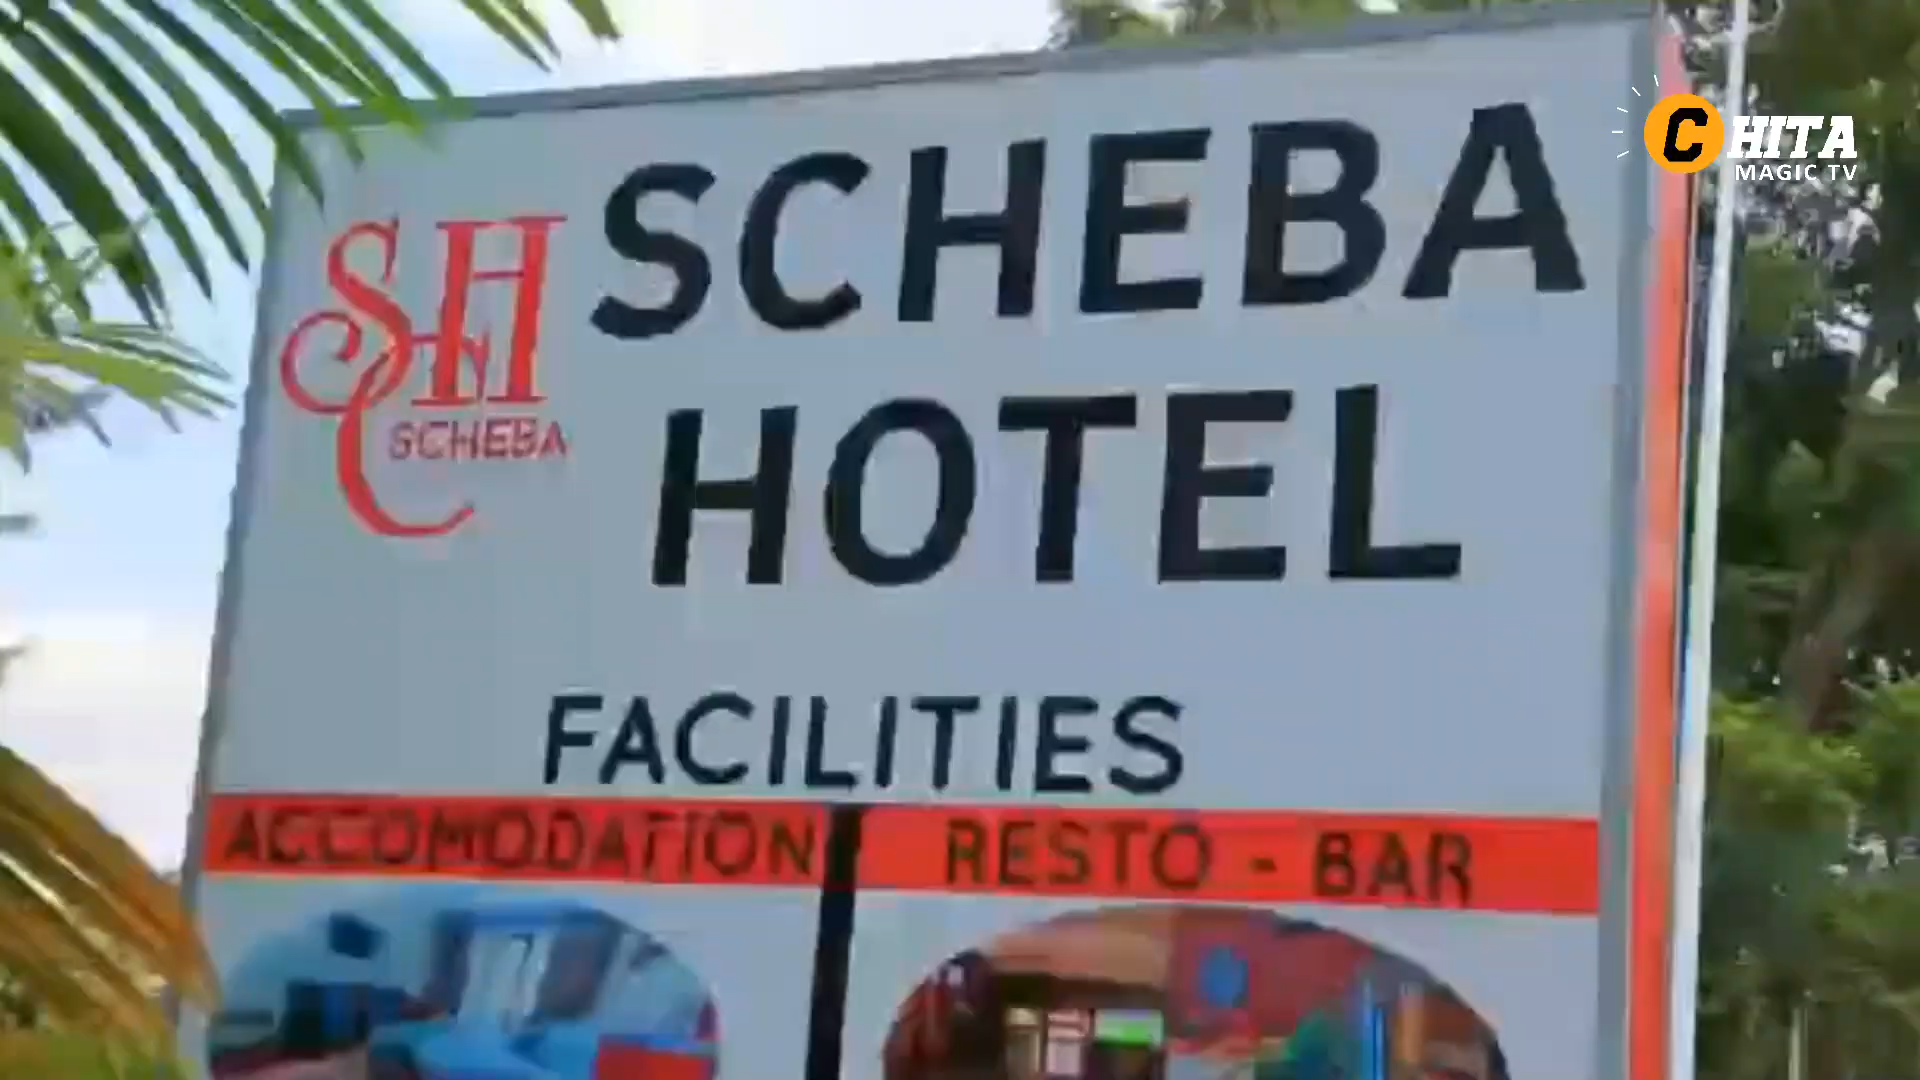 CHITA
MAGIC TV
SCHEBA
HOTEL
SH
SCHEBA
FACILITIES
ACCOMODATION
RESTO - BAR